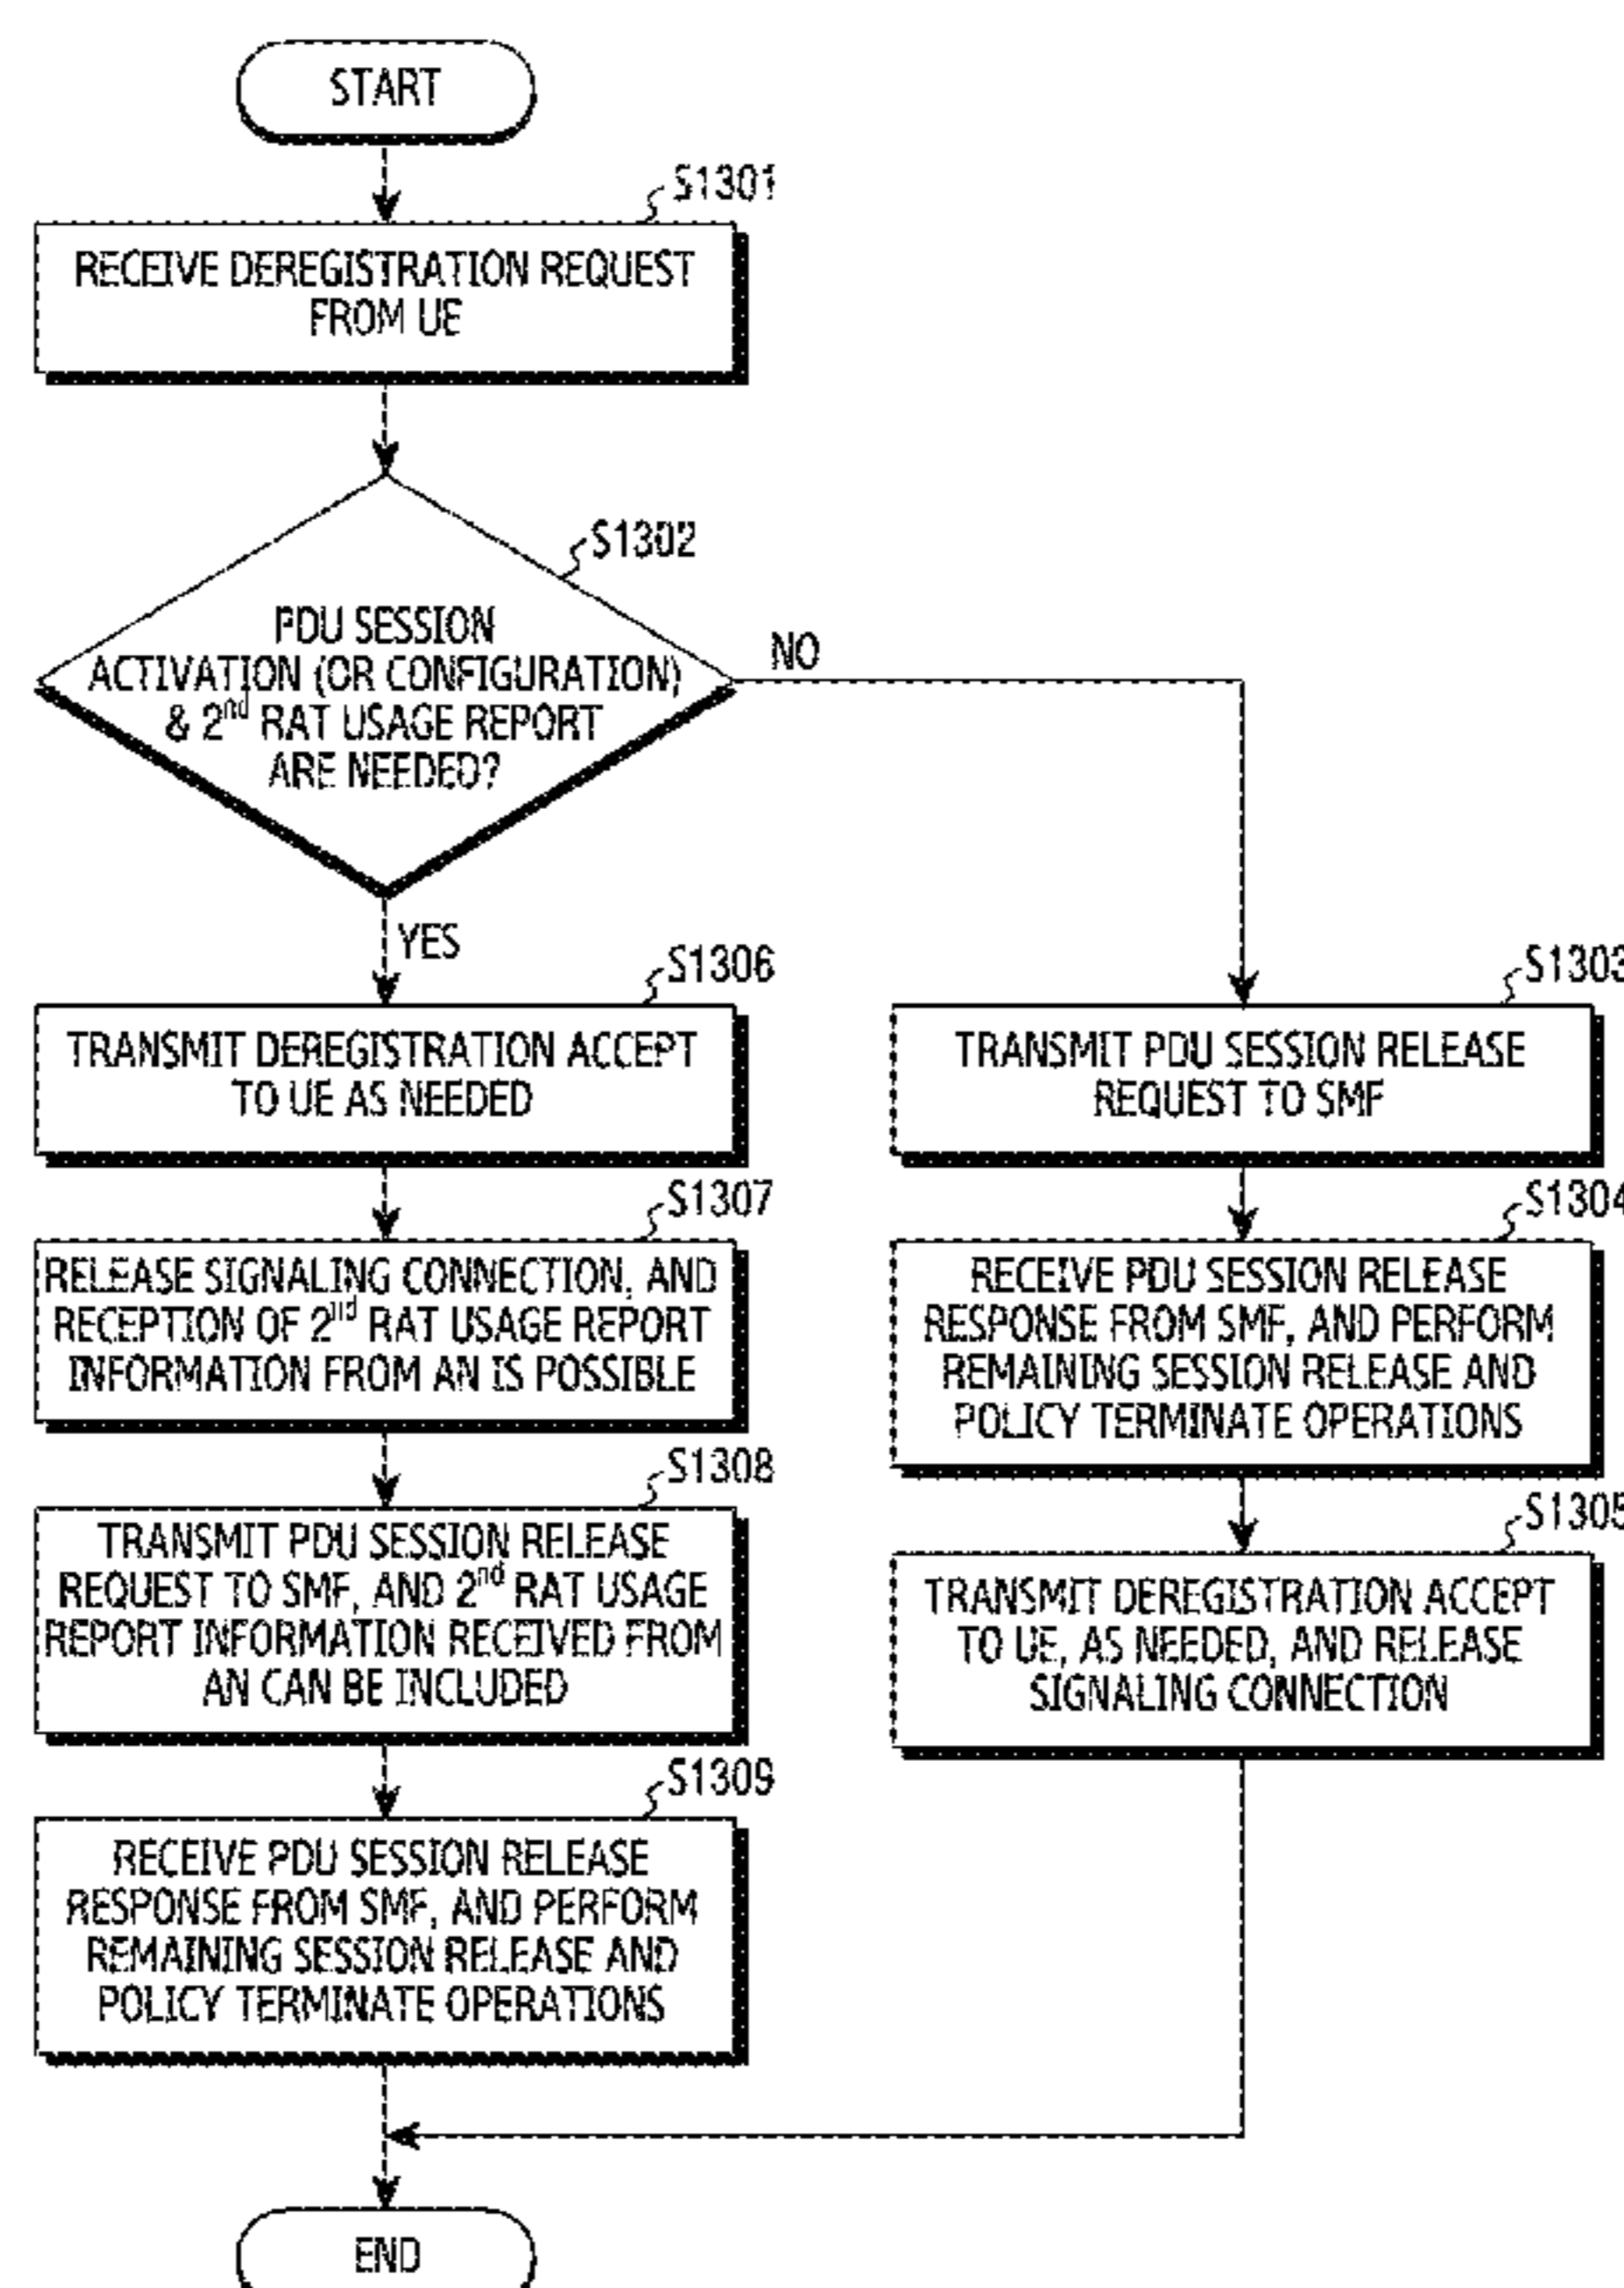 START
S1301
RECEIVE DEREGISTRATION REQUEST
FROM UE
S1302
PDU SESSION
ACTIVATION (OR CONFIGURATION)
& 2nd RAT USAGE REPORT
ARE NEEDED?
NO
YES
S1306
TRANSMIT DEREGISTRATION ACCEPT
TO UE AS NEEDED
S1307
RELEASE SIGNALING CONNECTION, AND
RECEPTION OF 2nd RAT USAGE REPORT
INFORMATION FROM AN IS POSSIBLE
S1308
TRANSMIT PDU SESSION RELEASE
REQUEST TO SMF, AND 2nd RAT USAGE
REPORT INFORMATION RECEIVED FROM
AN CAN BE INCLUDED
S1309
RECEIVE PDU SESSION RELEASE
RESPONSE FROM SMF, AND PERFORM
REMAINING SESSION RELEASE AND
POLICY TERMINATE OPERATIONS
S1303
TRANSMIT PDU SESSION RELEASE
REQUEST TO SMF
S1304
RECEIVE PDU SESSION RELEASE
RESPONSE FROM SMF, AND PERFORM
REMAINING SESSION RELEASE AND
POLICY TERMINATE OPERATIONS
S1305
TRANSMIT DEREGISTRATION ACCEPT
TO UE, AS NEEDED, AND RELEASE
SIGNALING CONNECTION
END